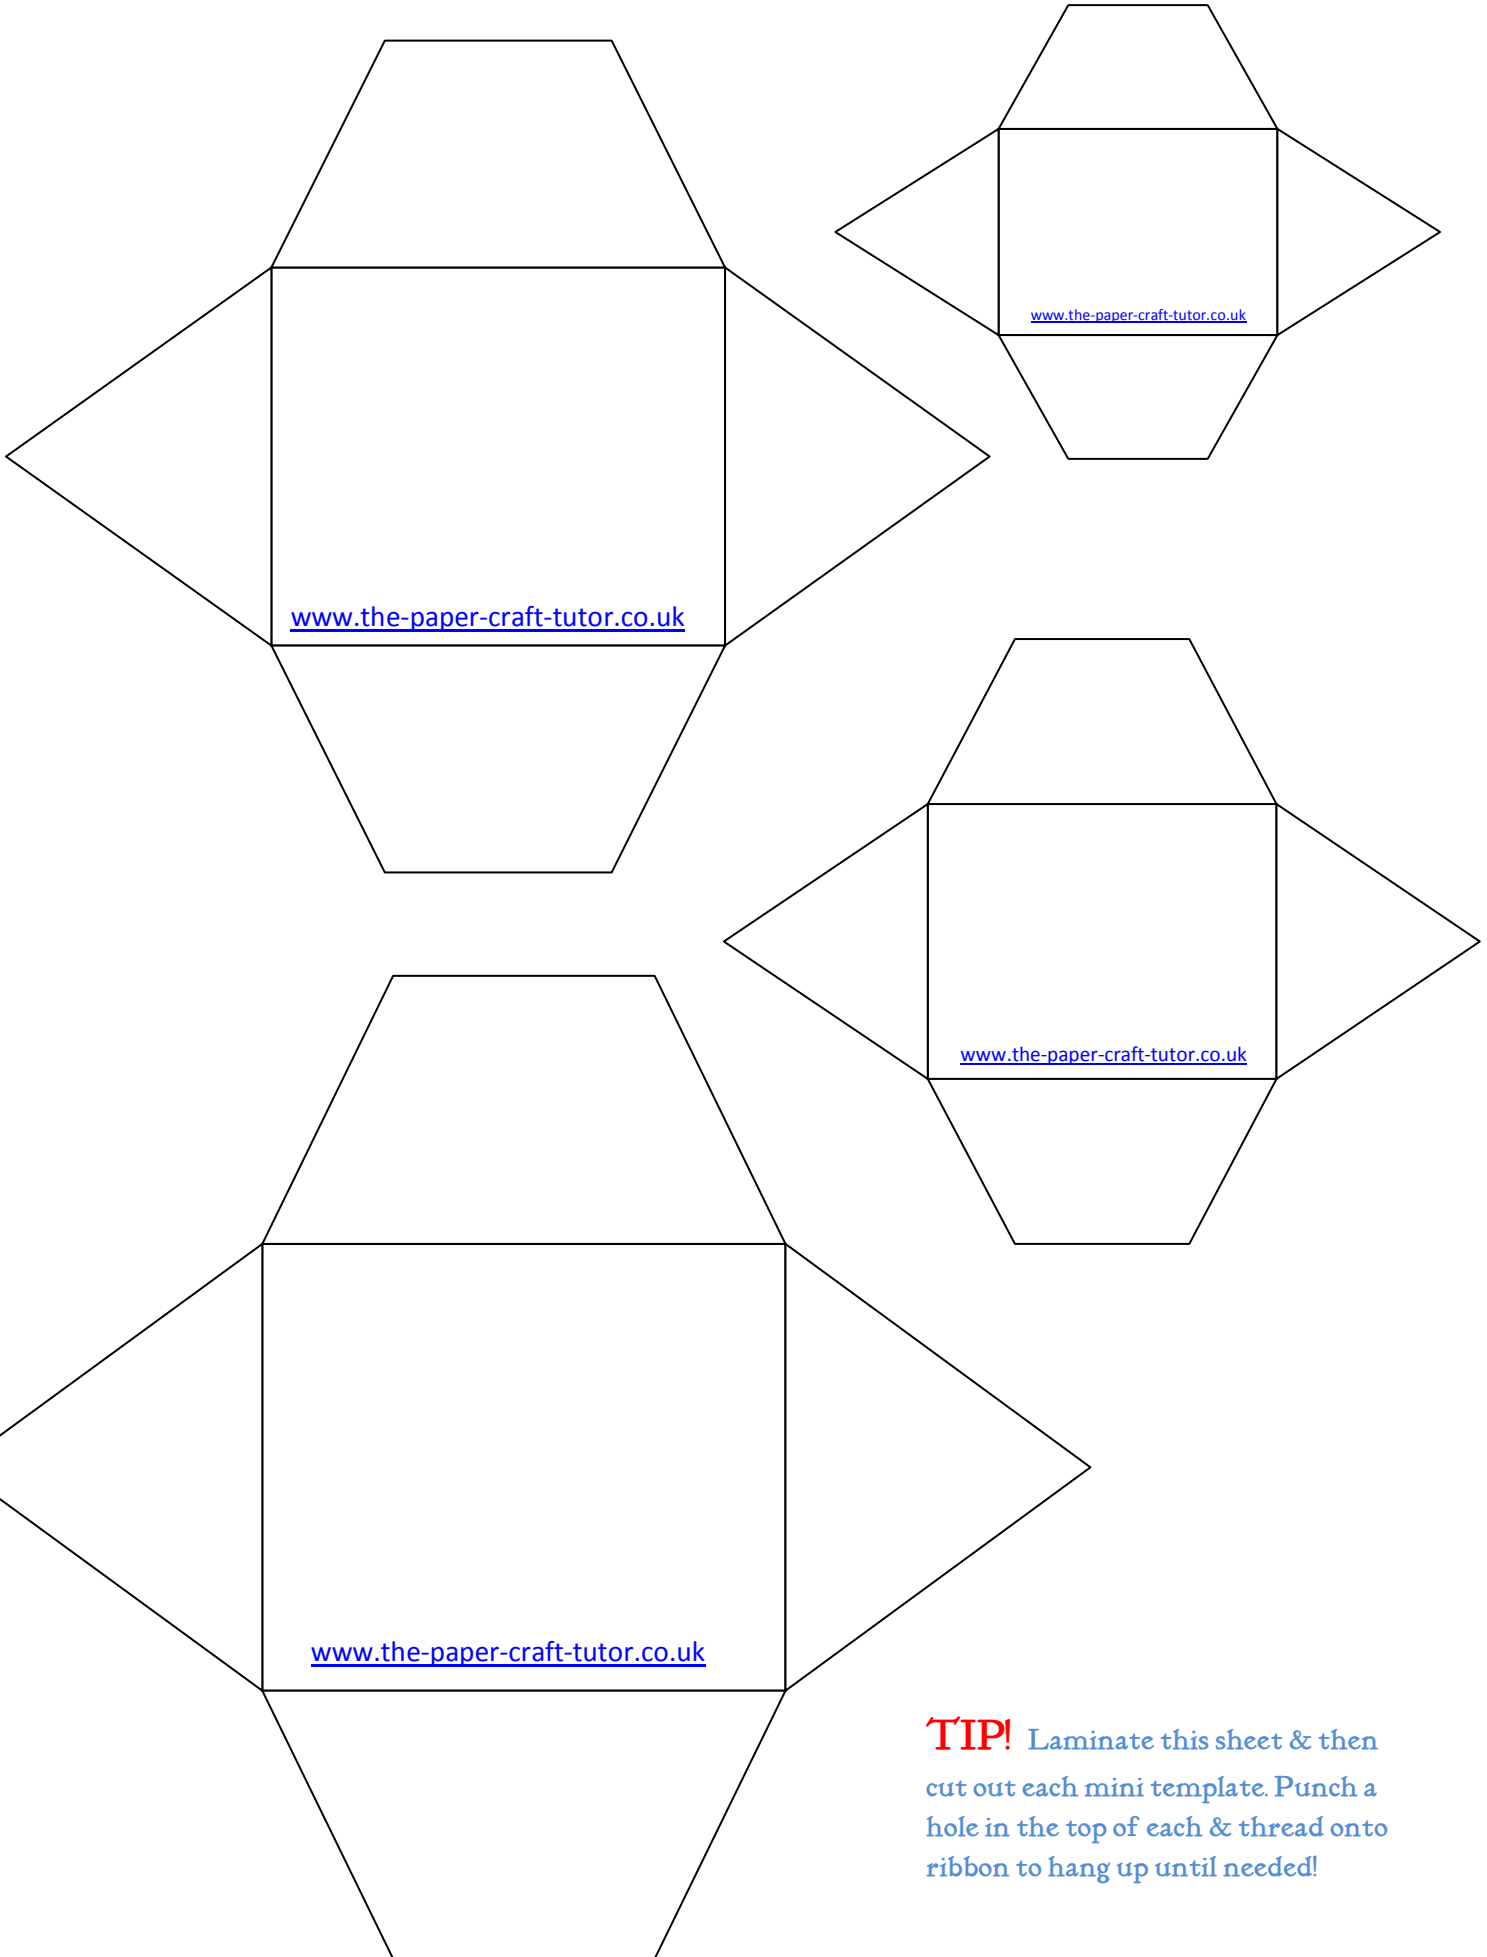 www.the-paper-craft-tutor.co.uk
www.the-paper-craft-tutor.co.uk
www.the-paper-craft-tutor.co.uk
www.the-paper-craft-tutor.co.uk
TIP! Laminate this sheet & then
cut out each mini template. Punch a
hole in the top of each & thread onto
ribbon to hang up until needed!